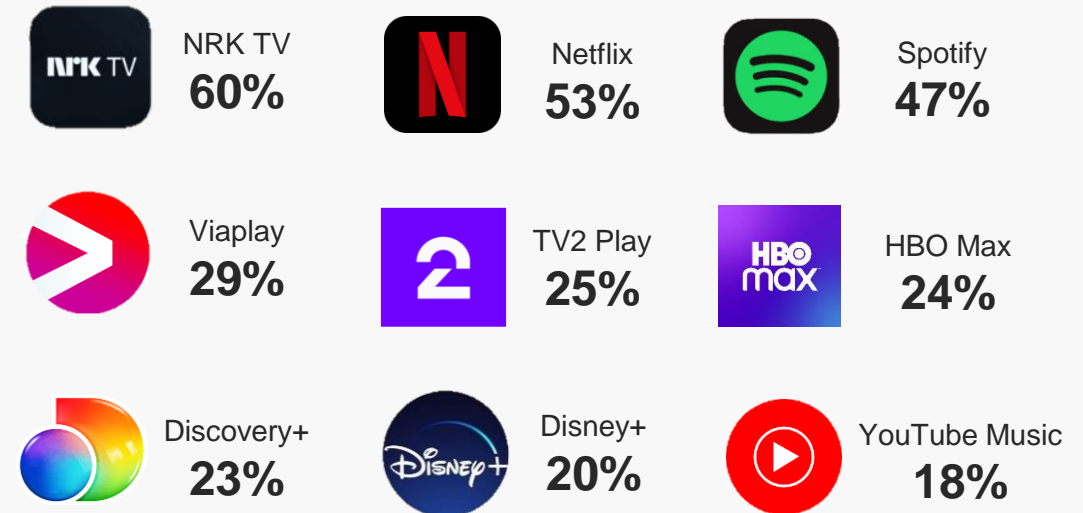 nrk TV
NRK TV
60%
N
Netflix
53%
Spotify
47%
Viaplay
29%
2
TV2 Play
25%
HBO
max
HBO Max
24%
Discovery+
23%
Disney+
Disney+
20%
YouTube Music
18%